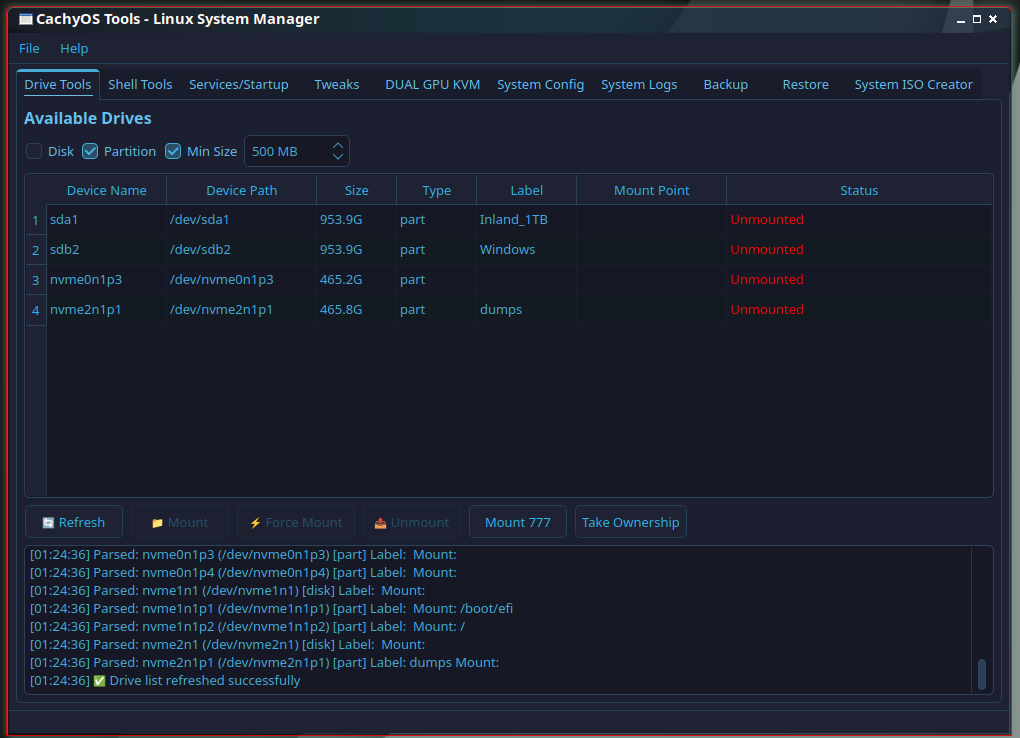 CachyOS Tools - Linux System Manager
File Help
Drive Tools Shell Tools Services/Startup Tweaks DUAL GPU KVM System Config System Logs Backup Restore System ISO Creator
Available Drives
Disk Partition Min Size 500 MB
Device Name Device Path Size Type Label Mount Point Status
1 sda1 /dev/sda1 953.9G part Inland_1TB Unmounted
2 sdb2 /dev/sdb2 953.9G part Windows Unmounted
3 nvme0n1p3 /dev/nvme0n1p3 465.2G part Unmounted
4 nvme2n1p1 /dev/nvme2n1p1 465.8G part dumps Unmounted
Refresh Mount Force Mount Unmount Mount 777 Take Ownership
[01:24:36] Parsed: nvme0n1p3 (/dev/nvme0n1p3) [part] Label: Mount:
[01:24:36] Parsed: nvme0n1p4 (/dev/nvme0n1p4) [part] Label: Mount:
[01:24:36] Parsed: nvme1n1 (/dev/nvme1n1) [disk] Label: Mount:
[01:24:36] Parsed: nvme1n1p1 (/dev/nvme1n1p1) [part] Label: Mount: /boot/efi
[01:24:36] Parsed: nvme1n1p2 (/dev/nvme1n1p2) [part] Label: Mount: /
[01:24:36] Parsed: nvme2n1 (/dev/nvme2n1) [disk] Label: Mount:
[01:24:36] Parsed: nvme2n1p1 (/dev/nvme2n1p1) [part] Label: dumps Mount:
[01:24:36] ✅ Drive list refreshed successfully